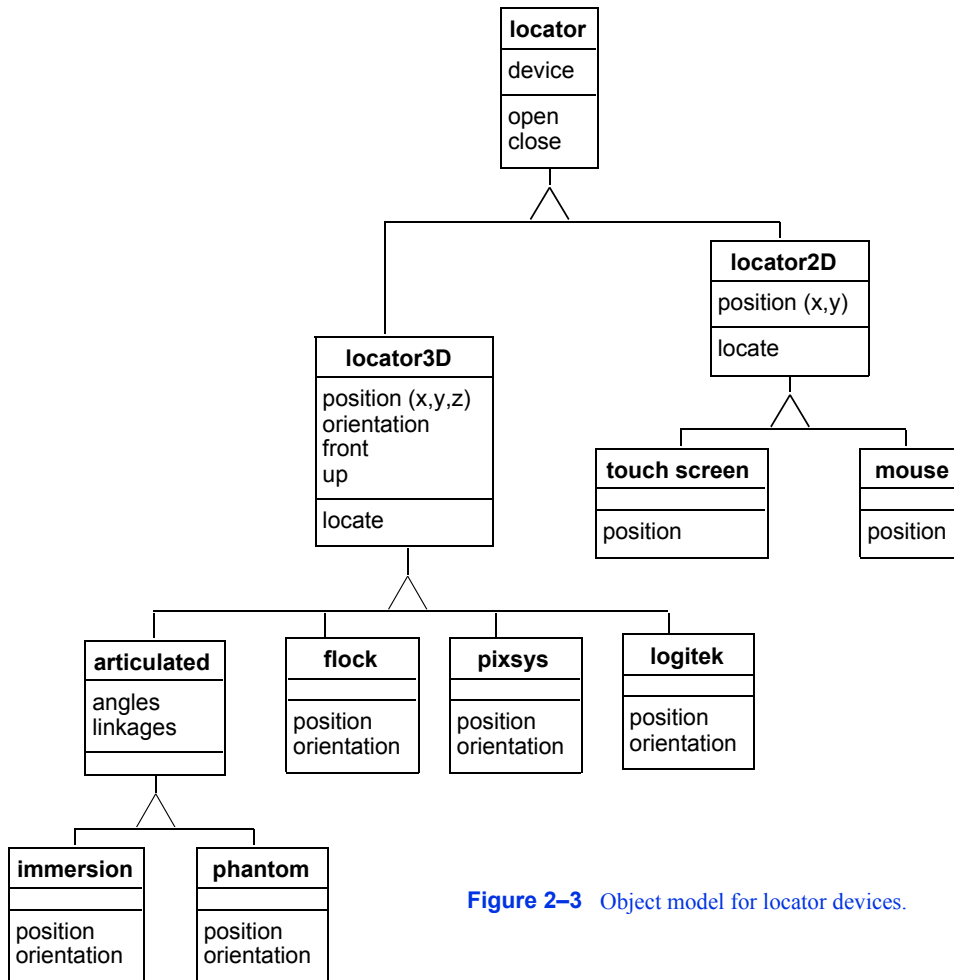 locator
device
open
close
locator2D
position (x,y)
locate
locator3D
position (x,y,z)
orientation
front
up
locate
touch screen
position
mouse
position
articulated
angles
linkages
flock
position
orientation
pixsys
position
orientation
logitek
position
orientation
immersion
position
orientation
phantom
position
orientation
Figure 2–3 Object model for locator devices.